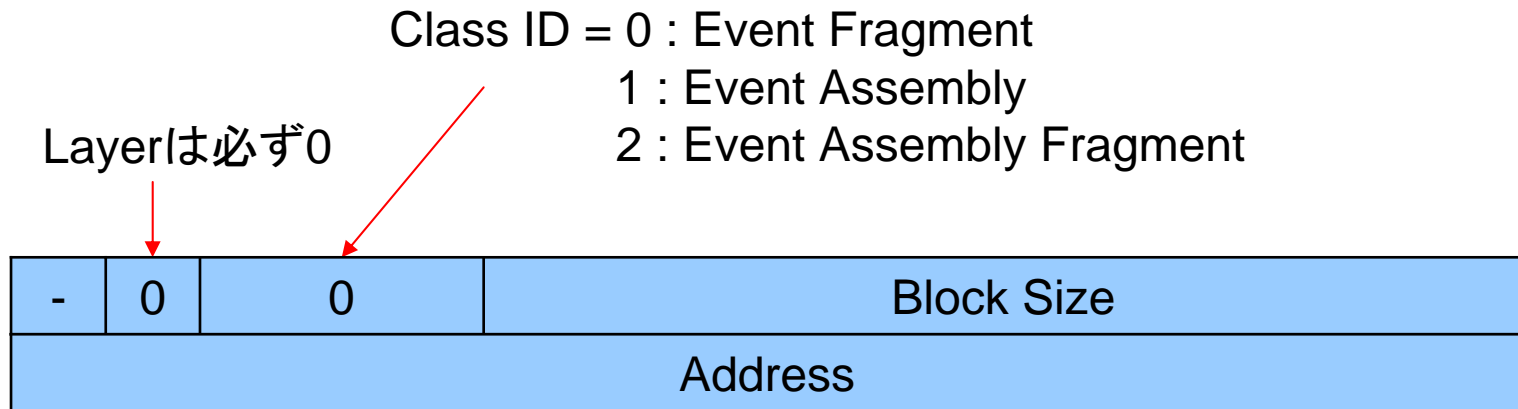 Class ID = 0 : Event Fragment
1 : Event Assembly
2 : Event Assembly Fragment
Layerは必ず0
- 0 0 Block Size
Address